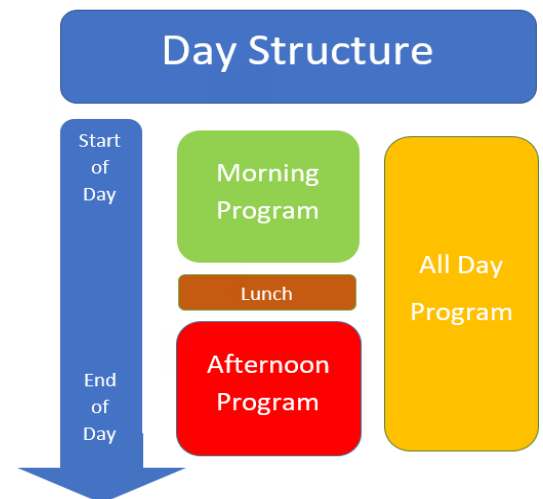 Day Structure
Start
of
Day
Morning
Program
Lunch
Afternoon
Program
End
of
Day
All Day
Program